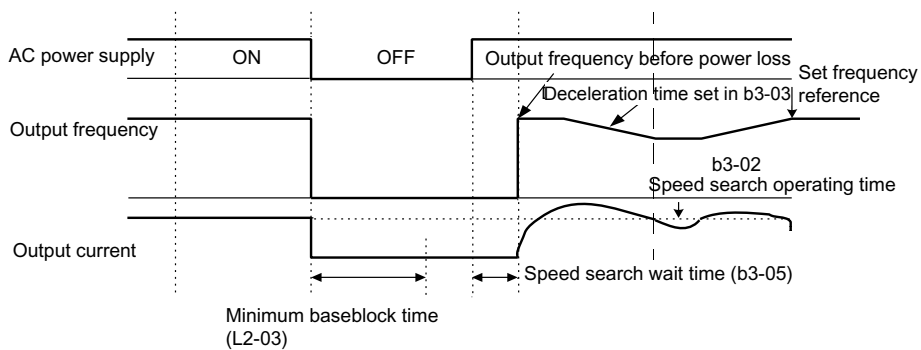 AC power supply
ON
OFF
Output frequency before power loss
Deceleration time set in b3-03
Set frequency
reference
Output frequency
b3-02
Speed search operating time
Output current
Speed search wait time (b3-05)
Minimum baseblock time
(L2-03)